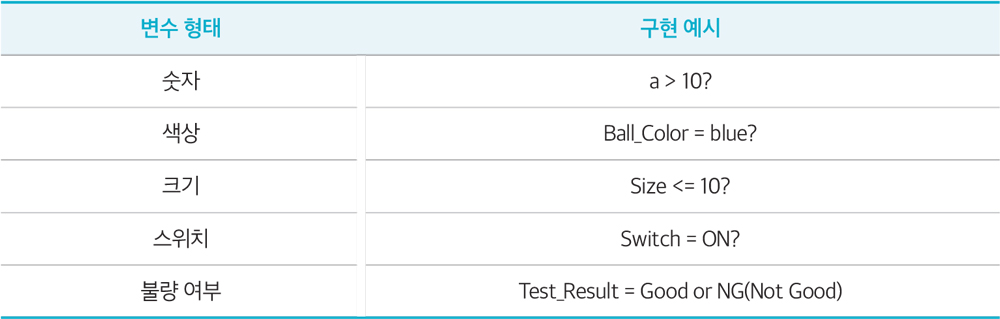 변수 형태 구현 예시
숫자 a > 10?
색상 Ball_Color = blue?
크기 Size <= 10?
스위치 Switch = ON?
불량 여부 Test_Result = Good or NG(Not Good)